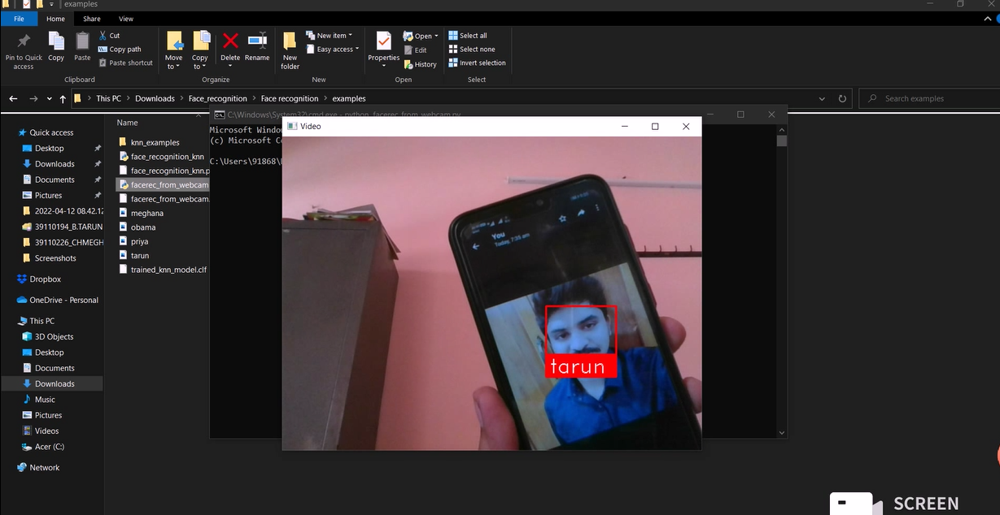 examples
File Home Share View
Pin to Quick access
Copy
Paste
Cut
Copy path
Paste shortcut
Clipboard
Move to
Copy to
Delete
Rename
Organize
New folder
New item
Easy access
New
Properties
Open
Edit
History
Open
Select all
Select none
Invert selection
Select
This PC > Downloads > Face_recognition > Face recognition > examples
Search examples
Quick access
Desktop
Downloads
Documents
Pictures
2022-04-12 08.42.12
39110194_B.TARUN
39110226_CHMEGH
Screenshots
Dropbox
OneDrive - Personal
This PC
3D Objects
Desktop
Documents
Downloads
Music
Pictures
Videos
Acer (C:)
Network
Name
knn_examples
face_recognition_knn
face_recognition_knn.p
facerec_from_webcam
facerec_from_webcam.
meghana
obama
priya
tarun
trained_knn_model.clf
C:\Windows\System32\cmd.exe - python facerec_from_webcam.py
Microsoft Window
(c) Microsoft Co
C:\Users\91868\
Video
You
Today, 7:35 am
tarun
SCREEN